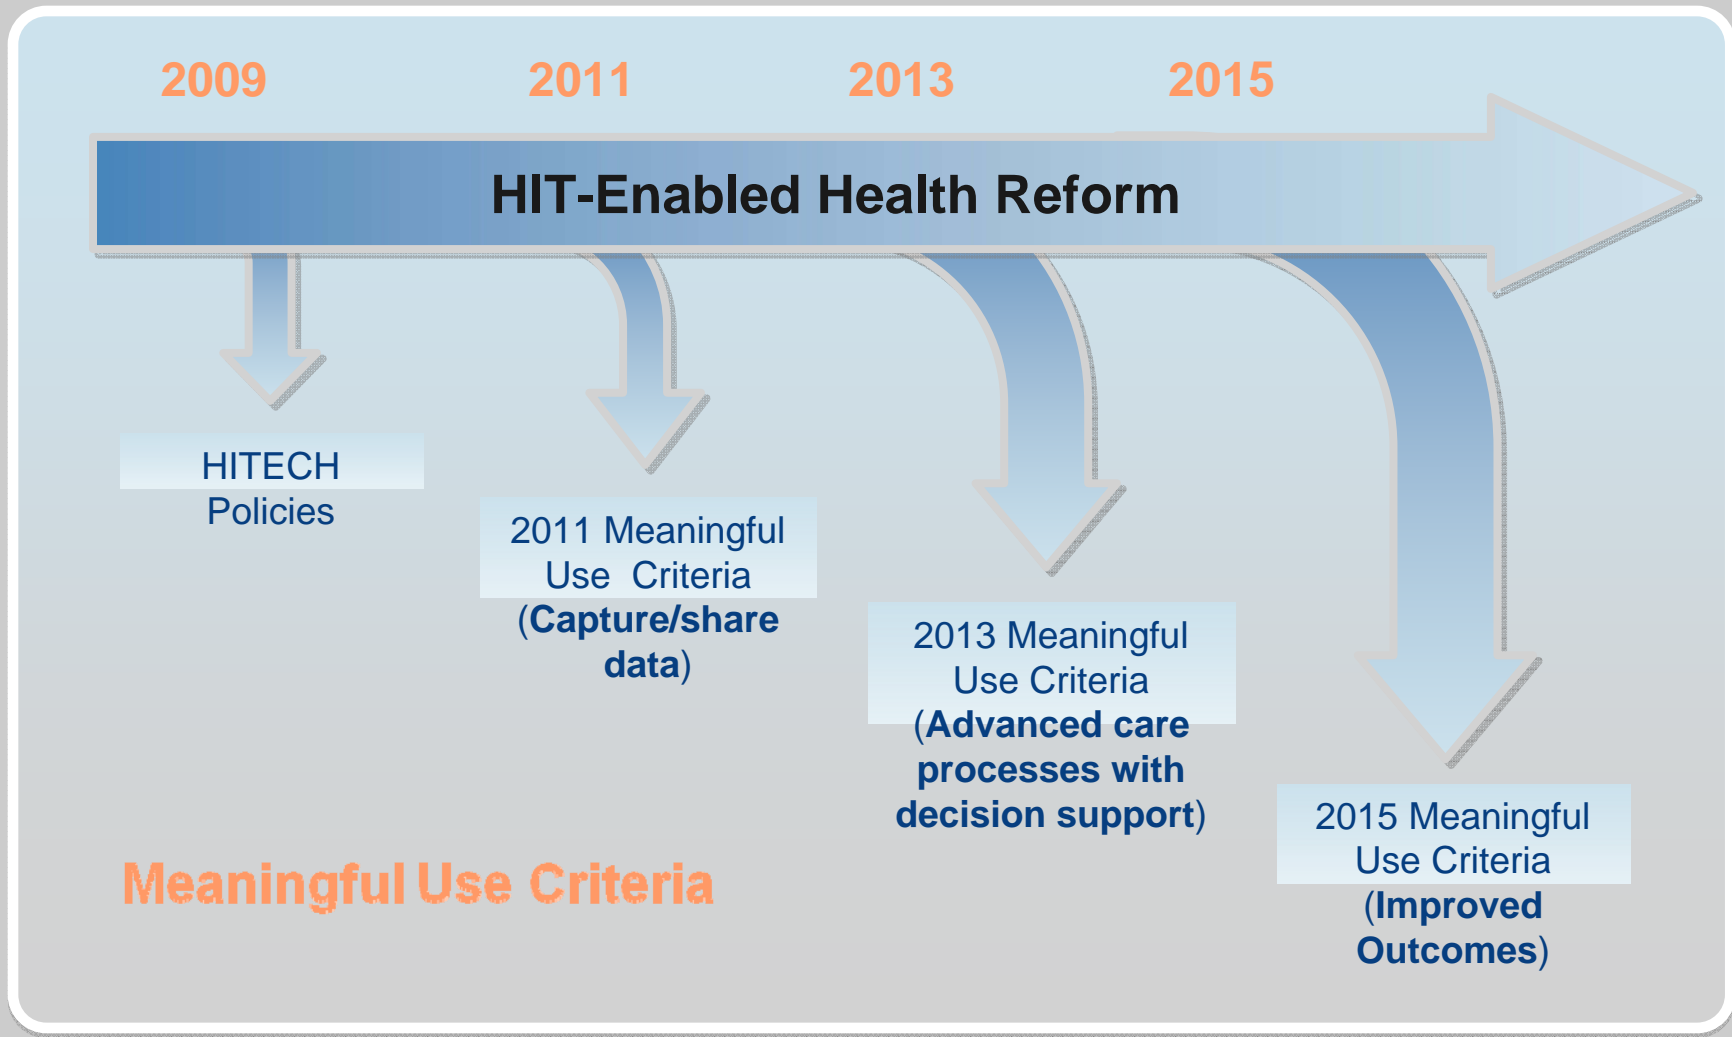 2009 2011 2013 2015
HIT-Enabled Health Reform
HITECH
Policies
2011 Meaningful
Use Criteria
(Capture/share
data)
2013 Meaningful
Use Criteria
(Advanced care
processes with
decision support)
2015 Meaningful
Use Criteria
(Improved
Outcomes)
Meaningful Use Criteria